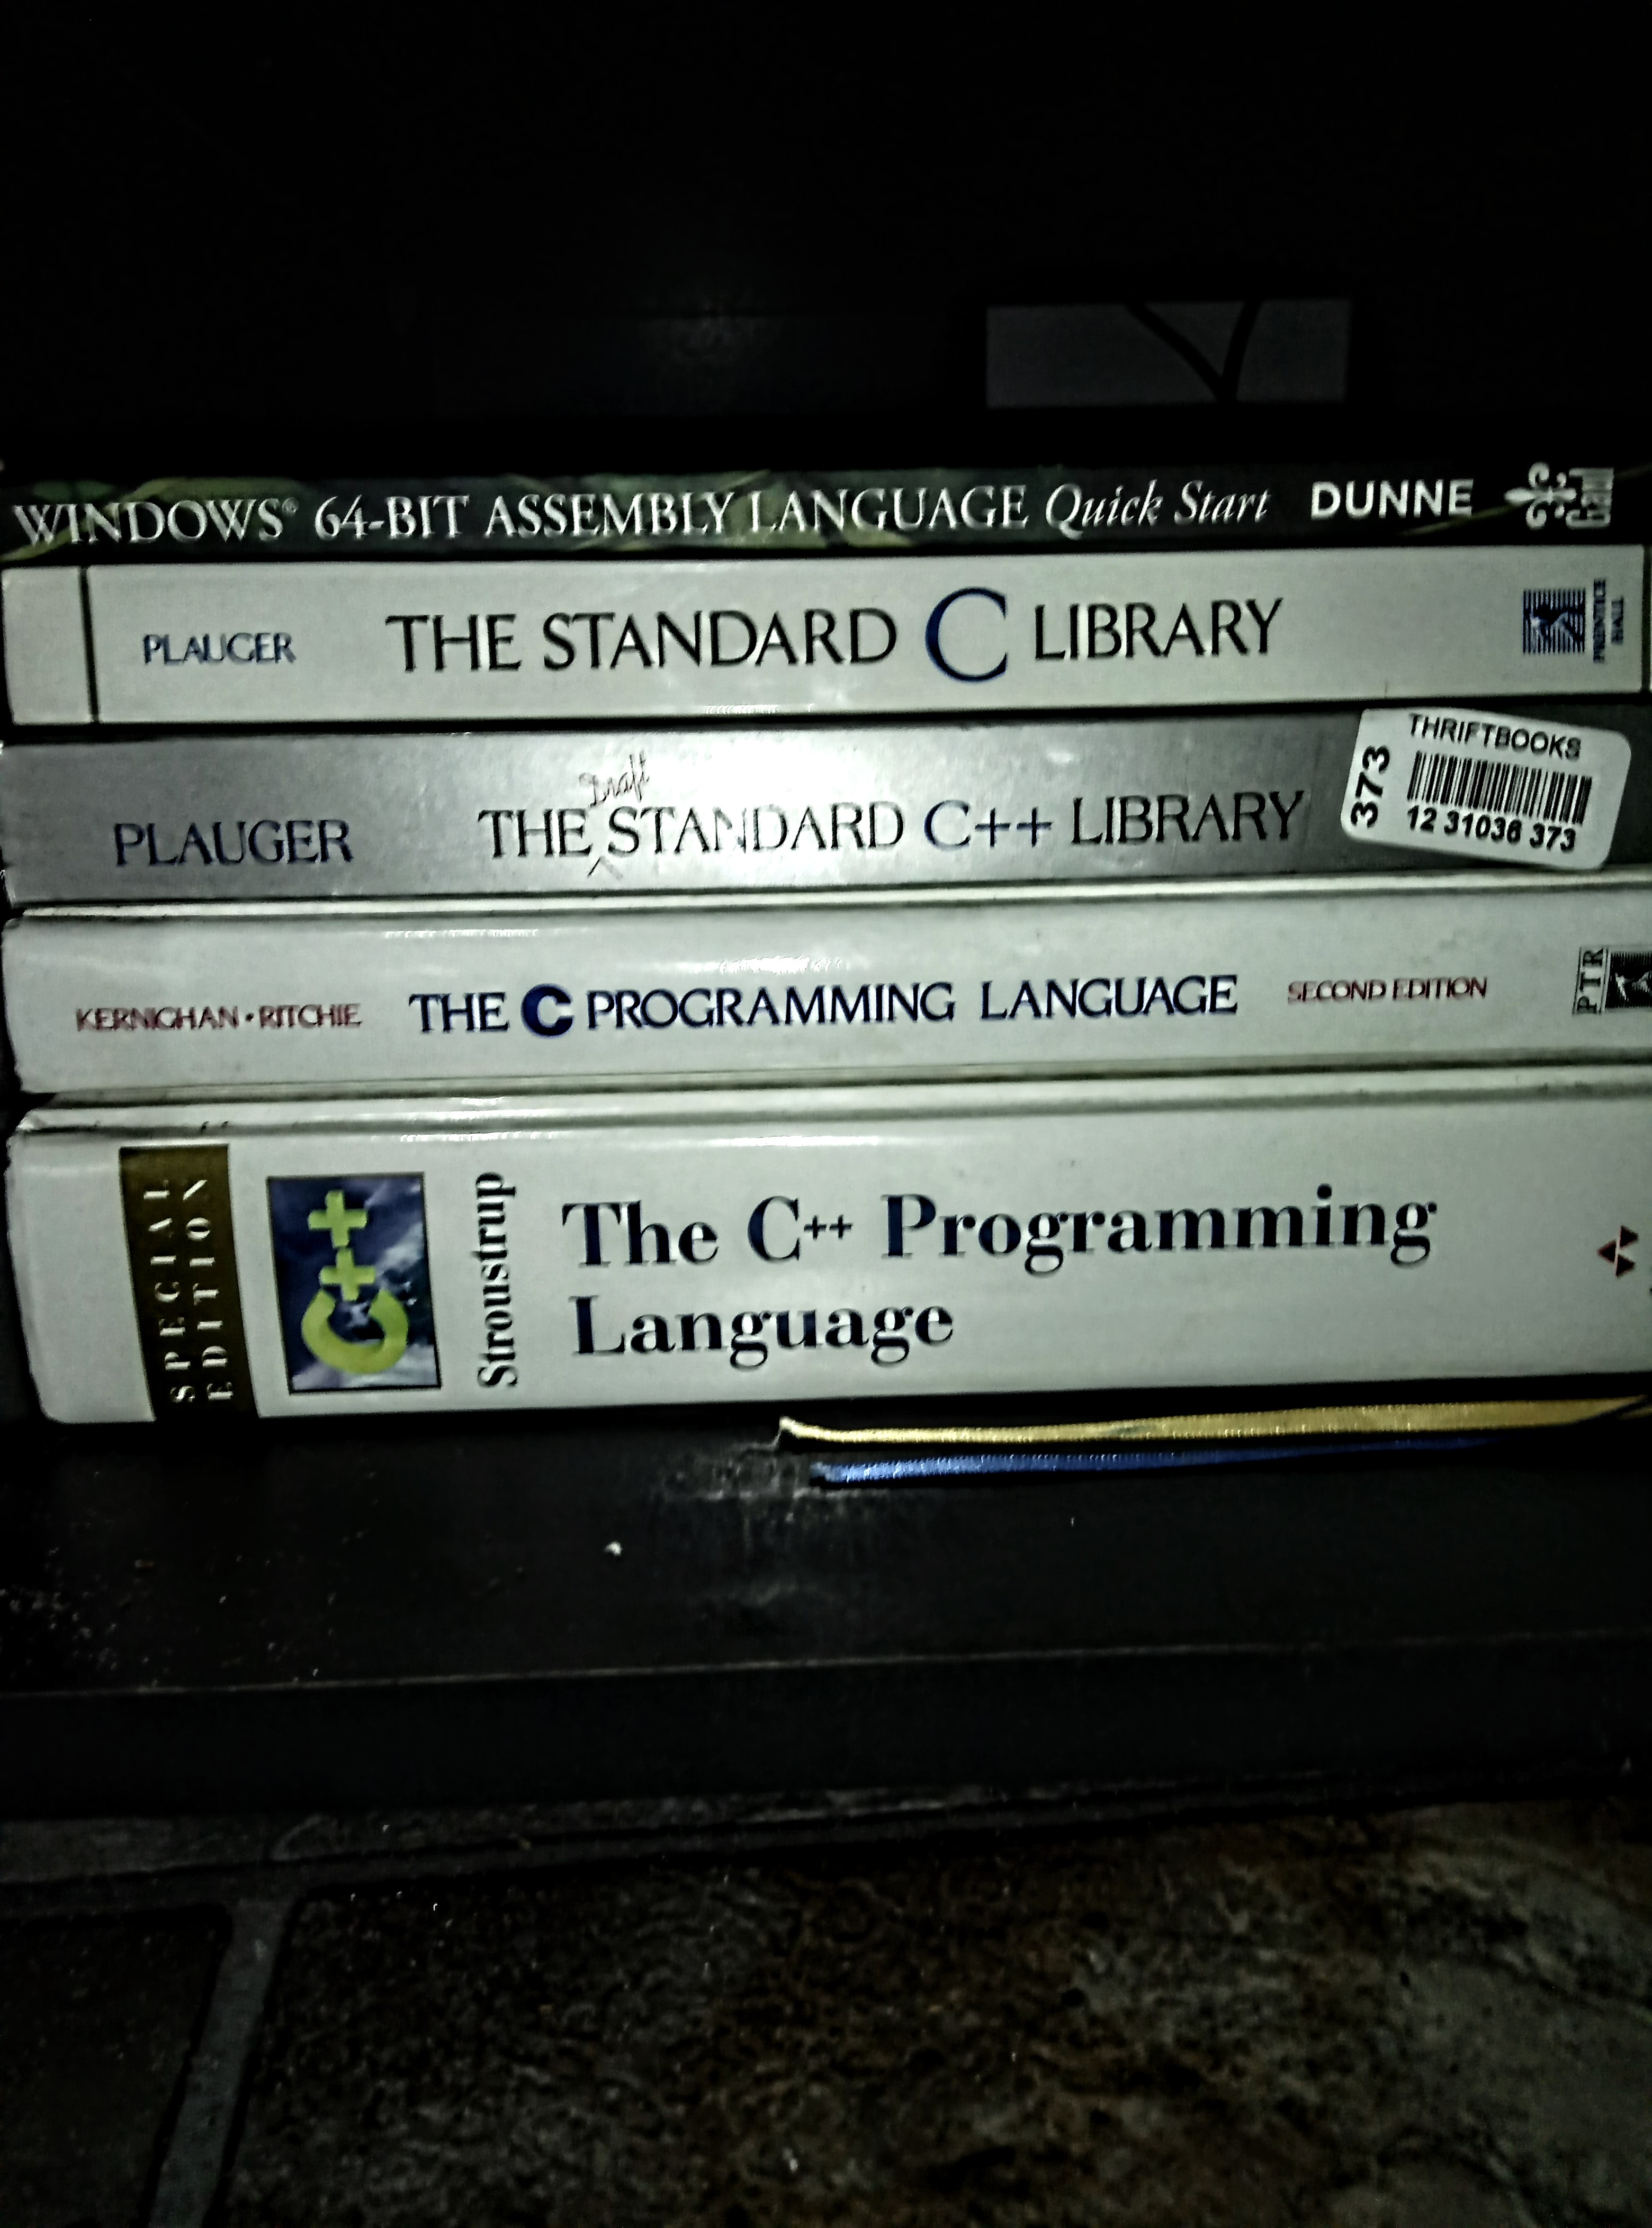 WINDOWS® 64-BIT ASSEMBLY LANGUAGE Quick Start DUNNE
PLAUGER THE STANDARD C LIBRARY PRENTICE
HALL
THRIFTBOOKS
373
12 31036 373
Draft
PLAUGER THE STANDARD C++ LIBRARY
KERNIGHAN • RITCHIE THE C PROGRAMMING LANGUAGE SECOND EDITION PTR
SPECIAL
EDITION
C++
Stroustrup
The C++ Programming
Language